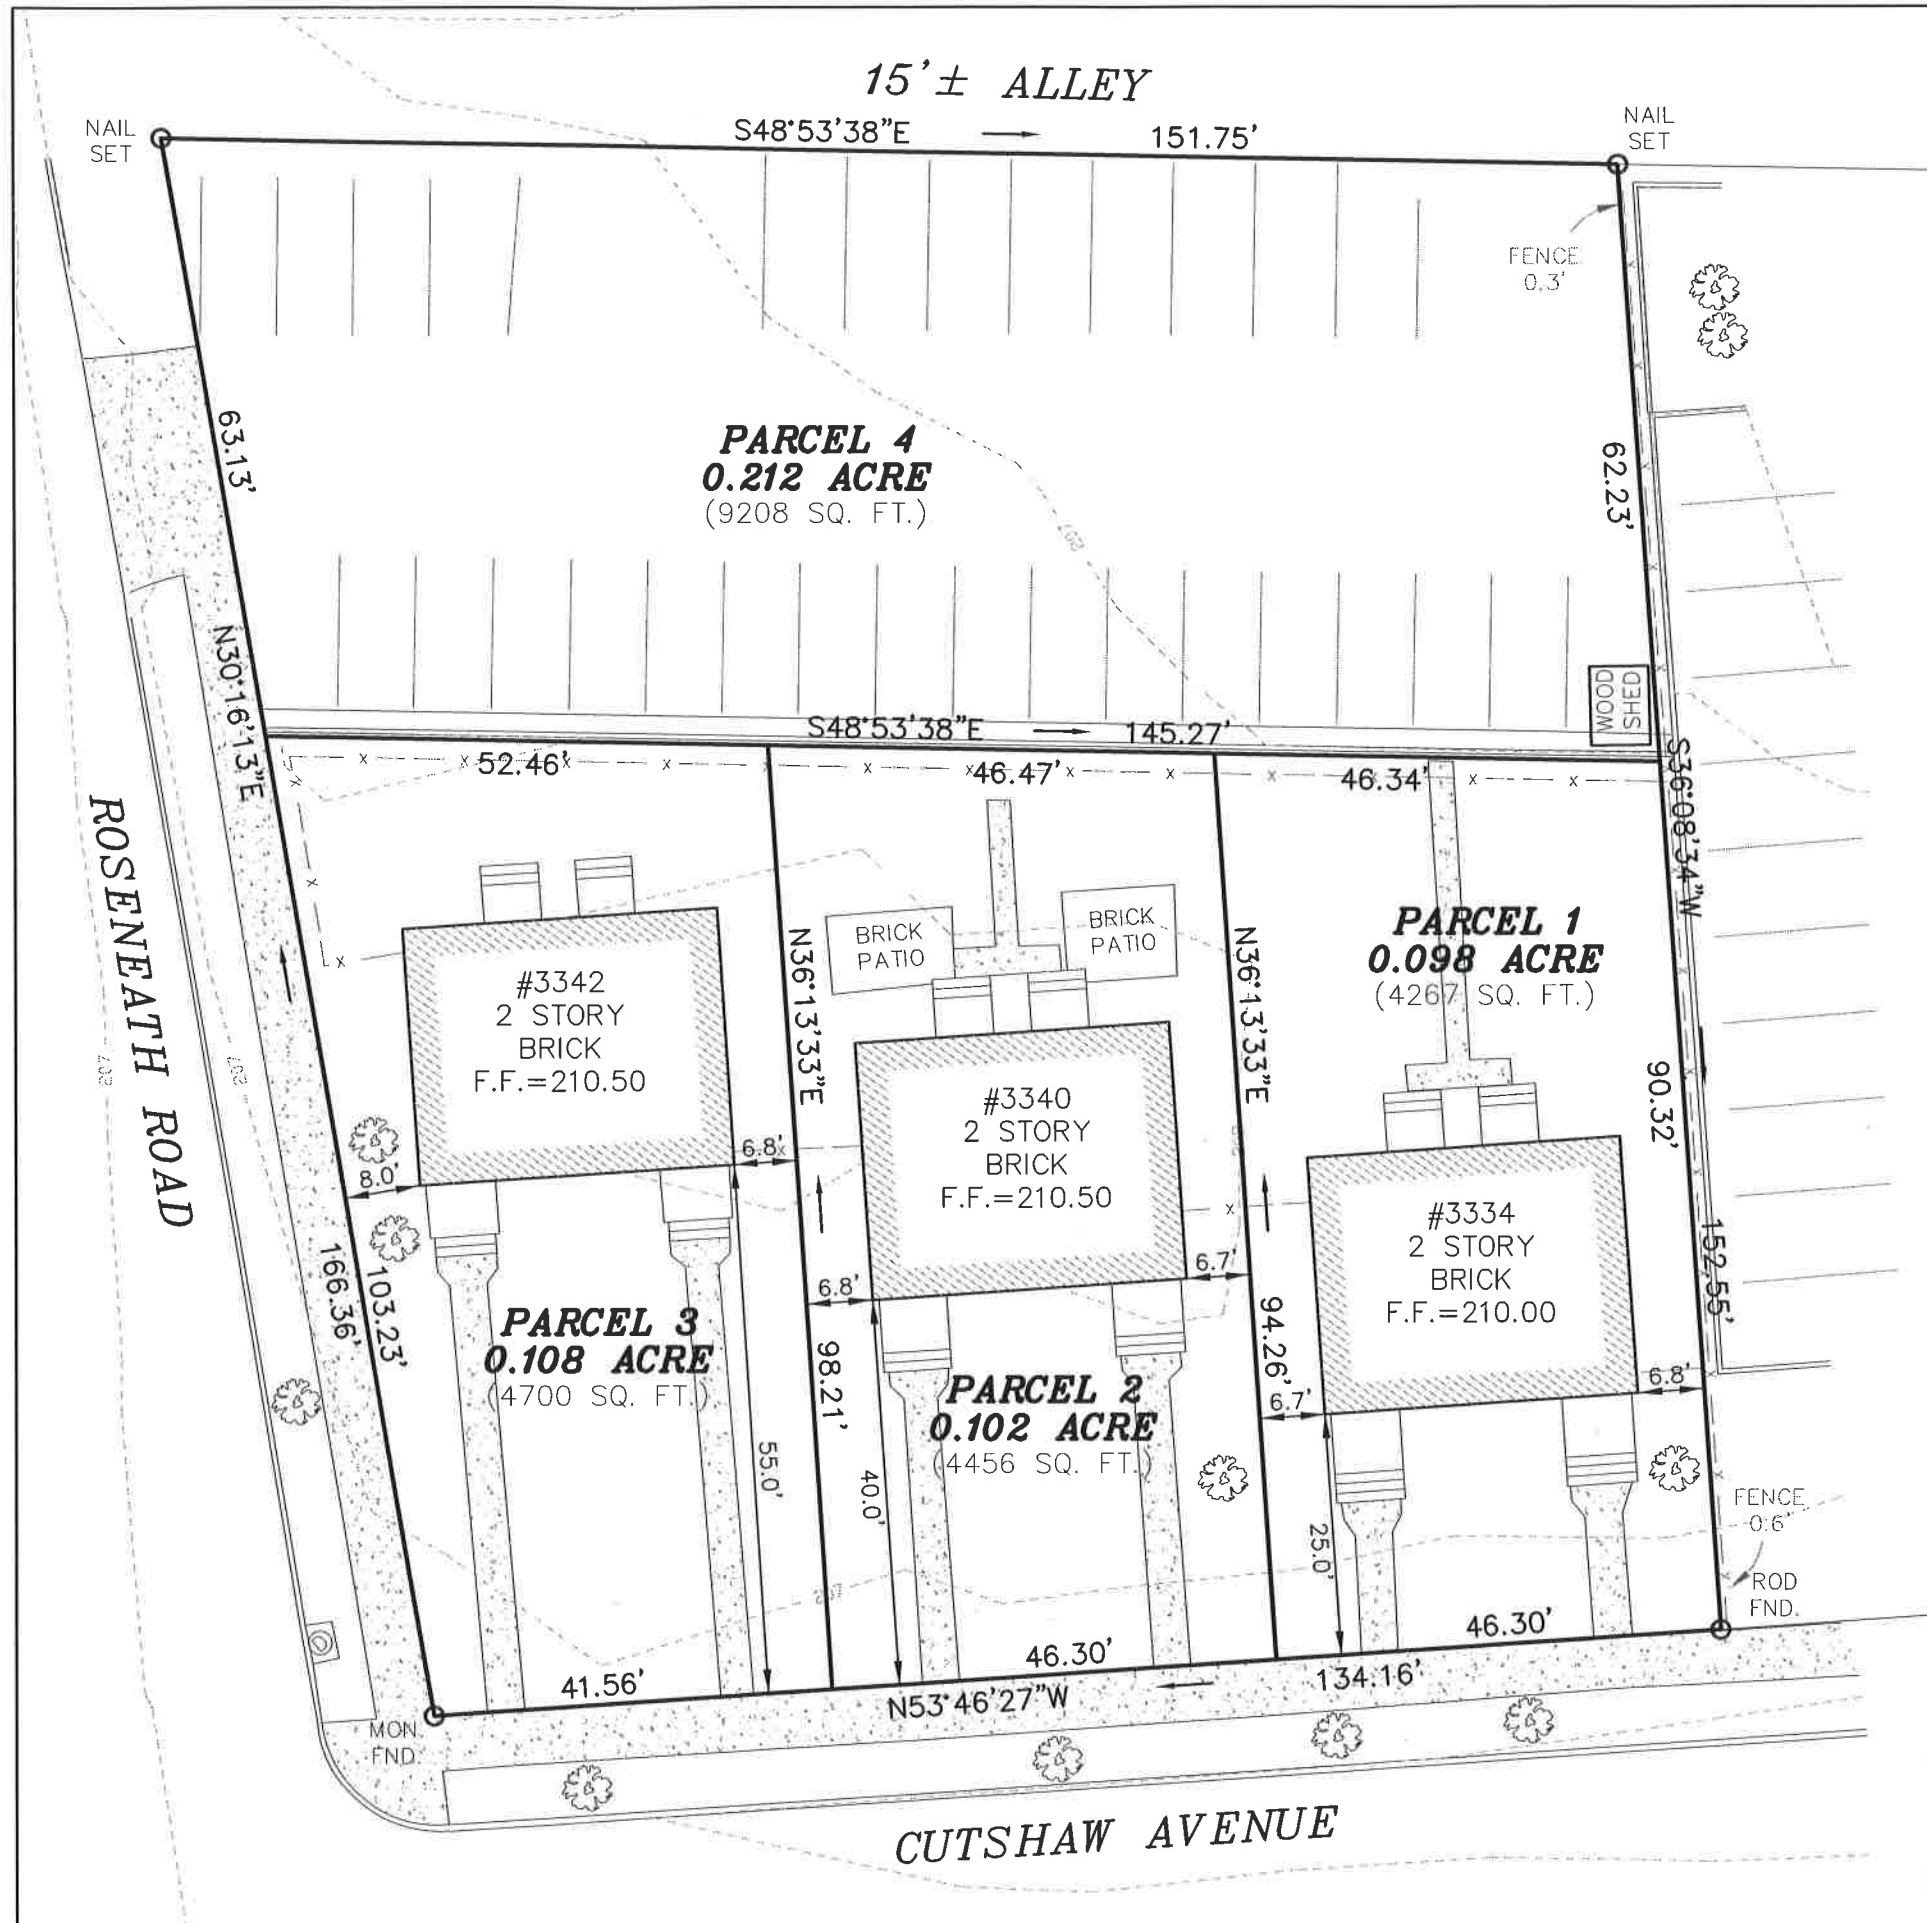 15'± ALLEY
NAIL
SET
S48°53'38"E
151.75'
NAIL
SET
FENCE
0.3'
63.13'
PARCEL 4
0.212 ACRE
(9208 SQ. FT.)
62.23'
207
N30°16'13"E
WOOD
SHED
S48°53'38"E
145.27'
52.46'
46.47'
46.34'
S36°08'34"W
ROSENEATH ROAD
207
207
#3342
2 STORY
BRICK
F.F.=210.50
N36°13'33"E
BRICK
PATIO
BRICK
PATIO
N36°13'33"E
PARCEL 1
0.098 ACRE
(4267 SQ. FT.)
90.32'
#3340
2 STORY
BRICK
F.F.=210.50
6.8'
8.0'
#3334
2 STORY
BRICK
F.F.=210.00
166.36'
103.23'
6.8'
6.7'
152.55'
PARCEL 3
0.108 ACRE
(4700 SQ. FT.)
98.21'
94.26'
PARCEL 2
0.102 ACRE
(4456 SQ. FT.)
6.7'
6.8'
55.0'
40.0'
25.0'
FENCE
0.6'
ROD
FND.
207
41.56'
46.30'
46.30'
N53°46'27"W
134.16'
MON.
FND.
CUTSHAW AVENUE